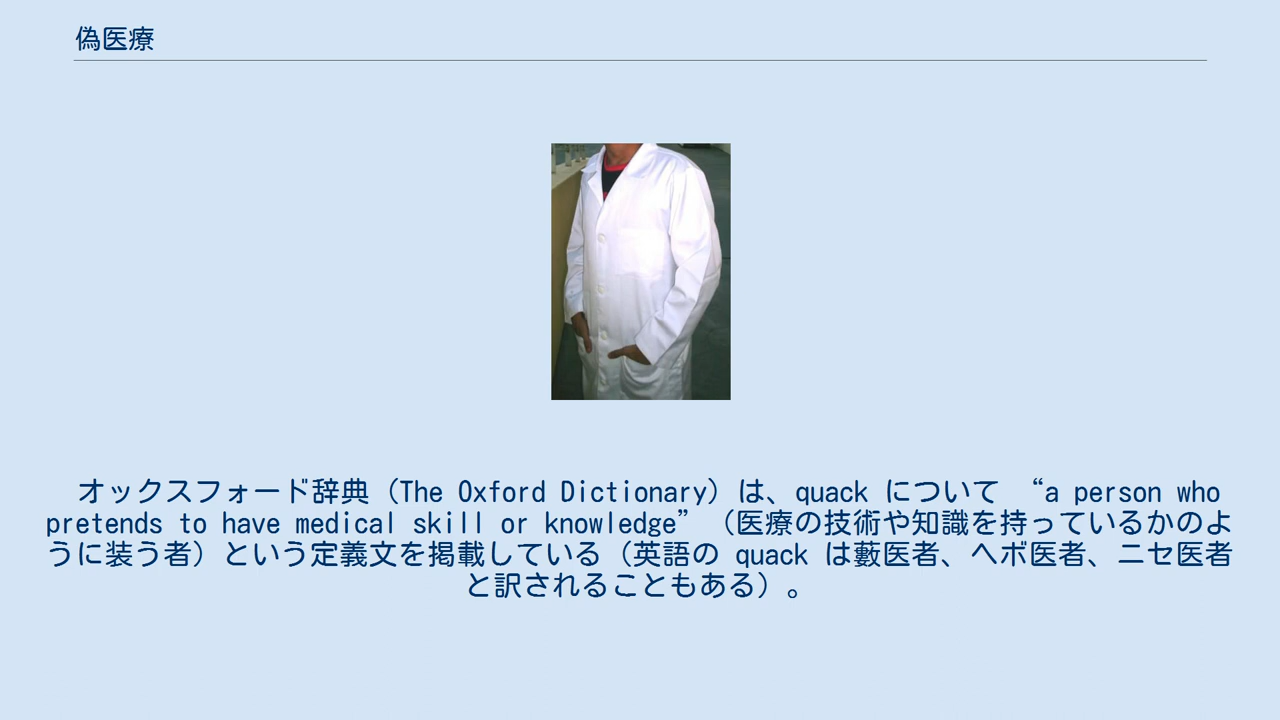 偽医療
オックスフォード辞典（The Oxford Dictionary）は、quack について “a person who
pretends to have medical skill or knowledge” （医療の技術や知識を持っているかのよ
うに装う者）という定義文を掲載している（英語の quack は藪医者、ヘボ医者、ニセ医者
と訳されることもある）。